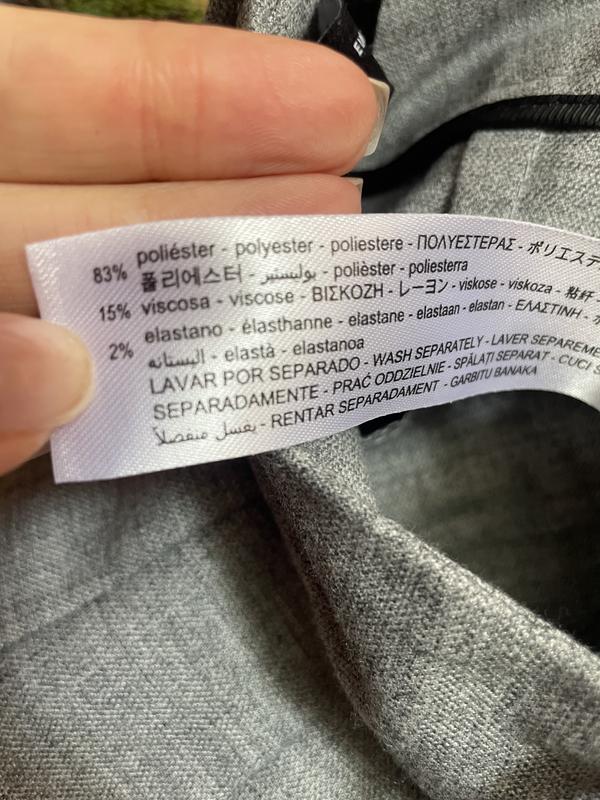 83% poliéster - polyester - poliestere - ΠΟΛΥΕΣΤΕΡΑΣ - ポリエステ
폴리에스터 - بوليستير - polièster - poliesterra
15% viscosa - viscose - ΒΙΣΚΟΖΗ - レーヨン - viskose - viskoza - 粘纤 -
2% elastano - élasthanne - elastane - elastaan - elastan - ΕΛΑΣΤΙΝΗ -
اليستانه - elastà - elastanoa
LAVAR POR SEPARADO - WASH SEPARATELY - LAVER SEPAREME
SEPARADAMENTE - PRAĆ ODDZIELNIE - SPĂLAȚI SEPARAT - CUCI S
يغسل منفصلاً - RENTAR SEPARADAMENT - GARBITU BANAKA